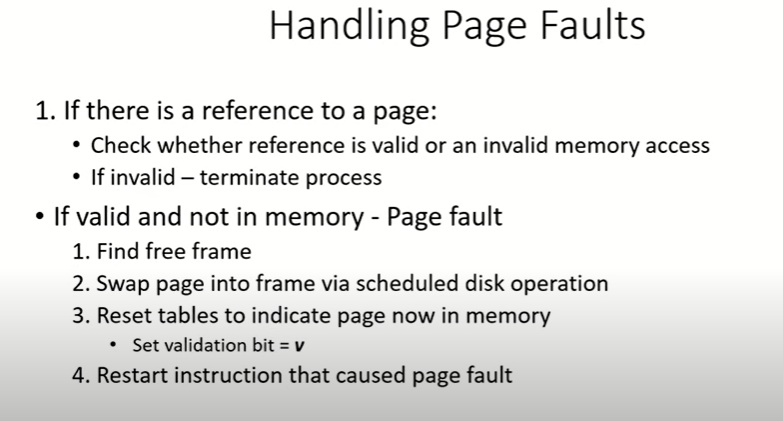 Handling Page Faults
1. If there is a reference to a page:
• Check whether reference is valid or an invalid memory access
• If invalid – terminate process
• If valid and not in memory - Page fault
1. Find free frame
2. Swap page into frame via scheduled disk operation
3. Reset tables to indicate page now in memory
• Set validation bit = v
4. Restart instruction that caused page fault